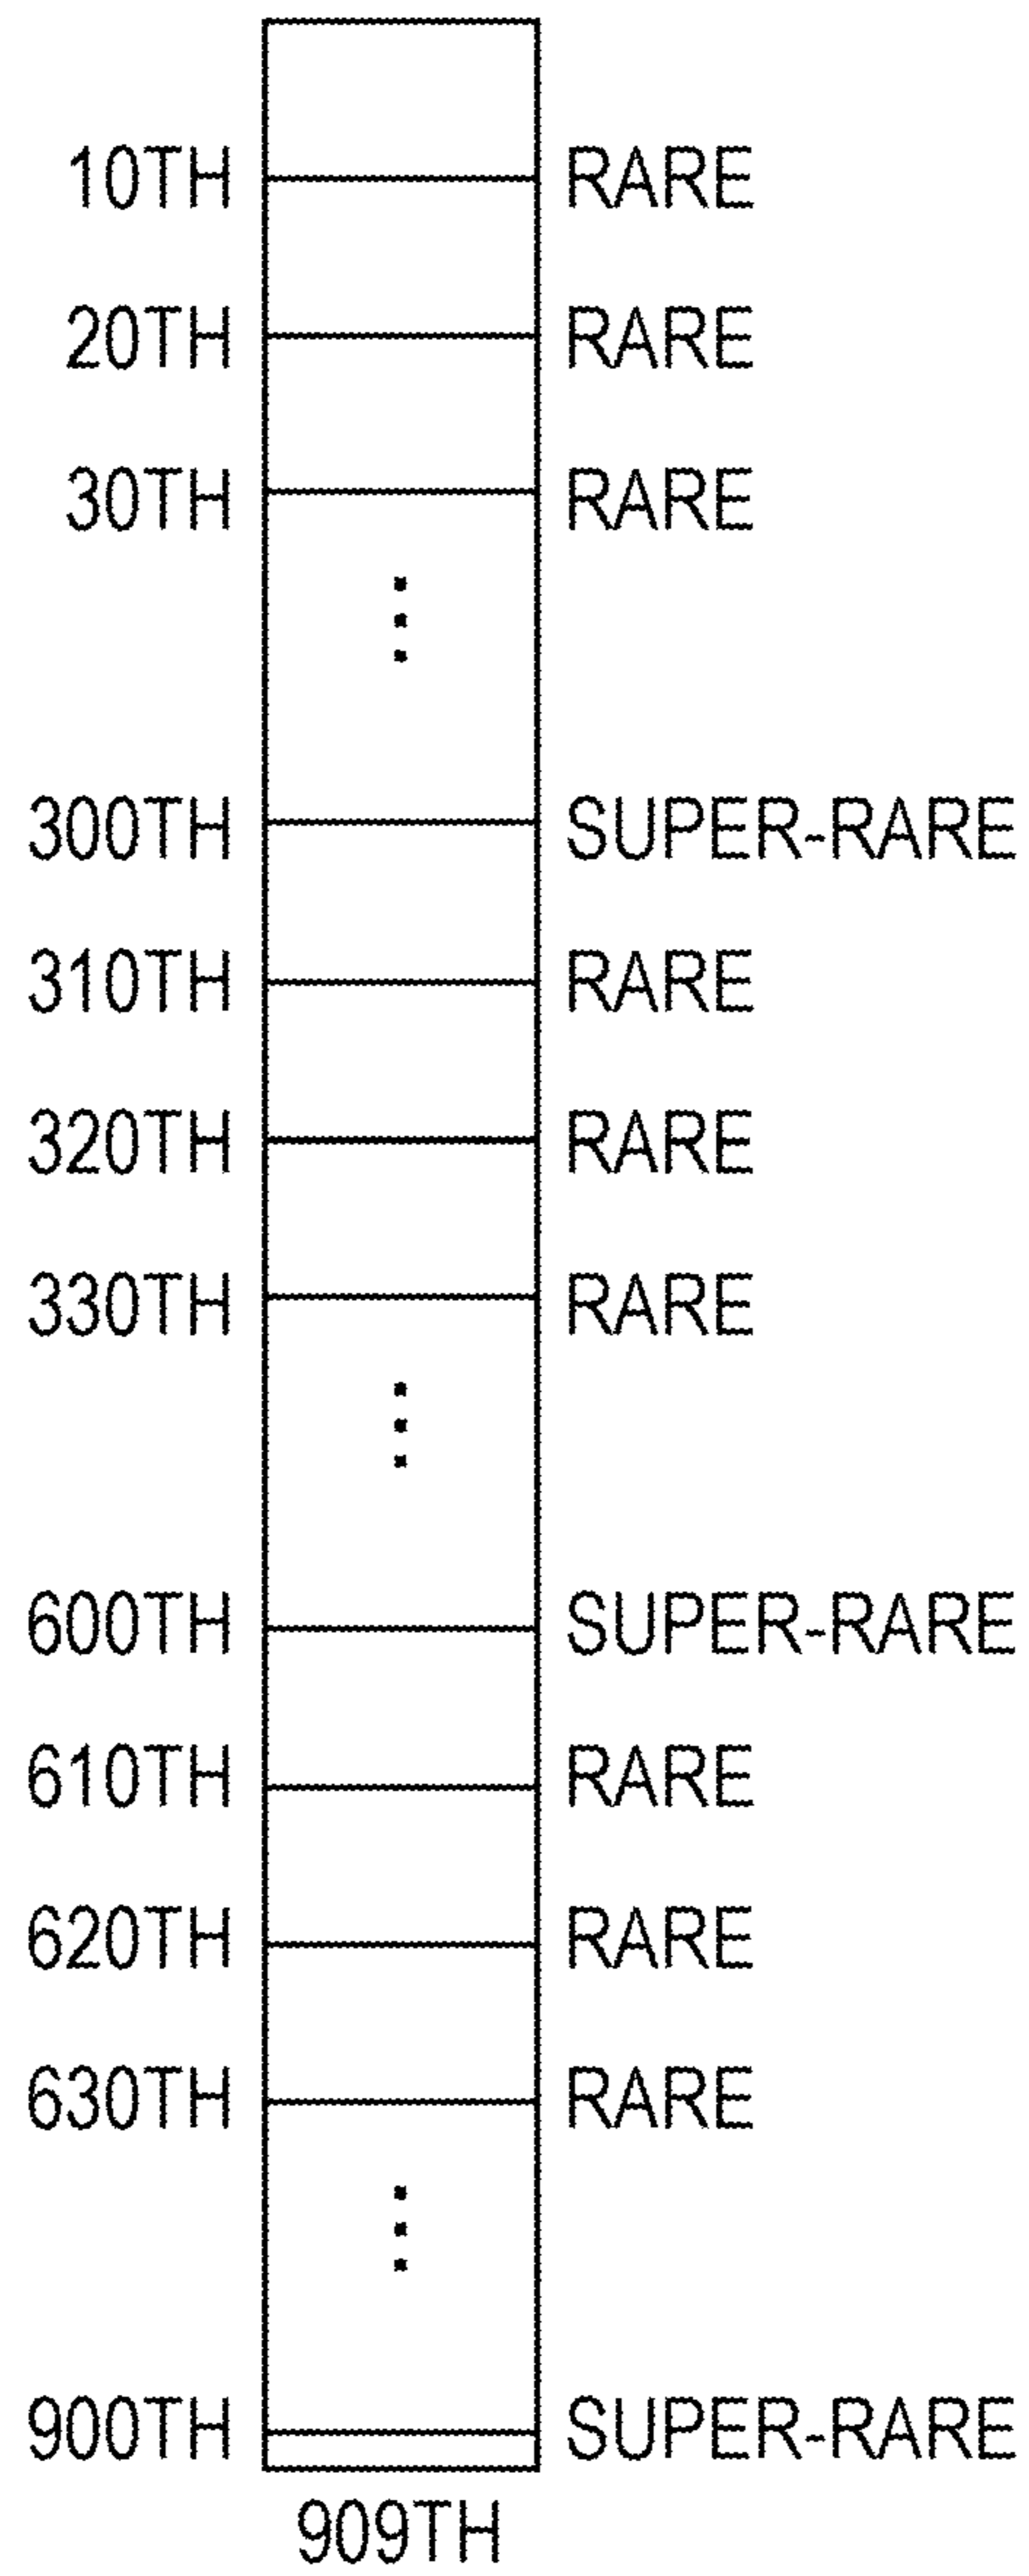 10TH RARE
20TH RARE
30TH RARE
300TH SUPER-RARE
310TH RARE
320TH RARE
330TH RARE
600TH SUPER-RARE
610TH RARE
620TH RARE
630TH RARE
900TH SUPER-RARE
909TH